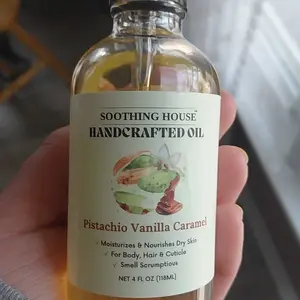 SOOTHING HOUSE™
HANDCRAFTED OIL
Pistachio Vanilla Caramel
✓ Moisturizes & Nourishes Dry Skin
✓ For Body, Hair & Cuticle
✓ Smell Scrumptious
NET 4 FL OZ (118ML)